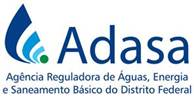 Adasa
Agência Reguladora de Águas, Energia
e Saneamento Básico do Distrito Federal